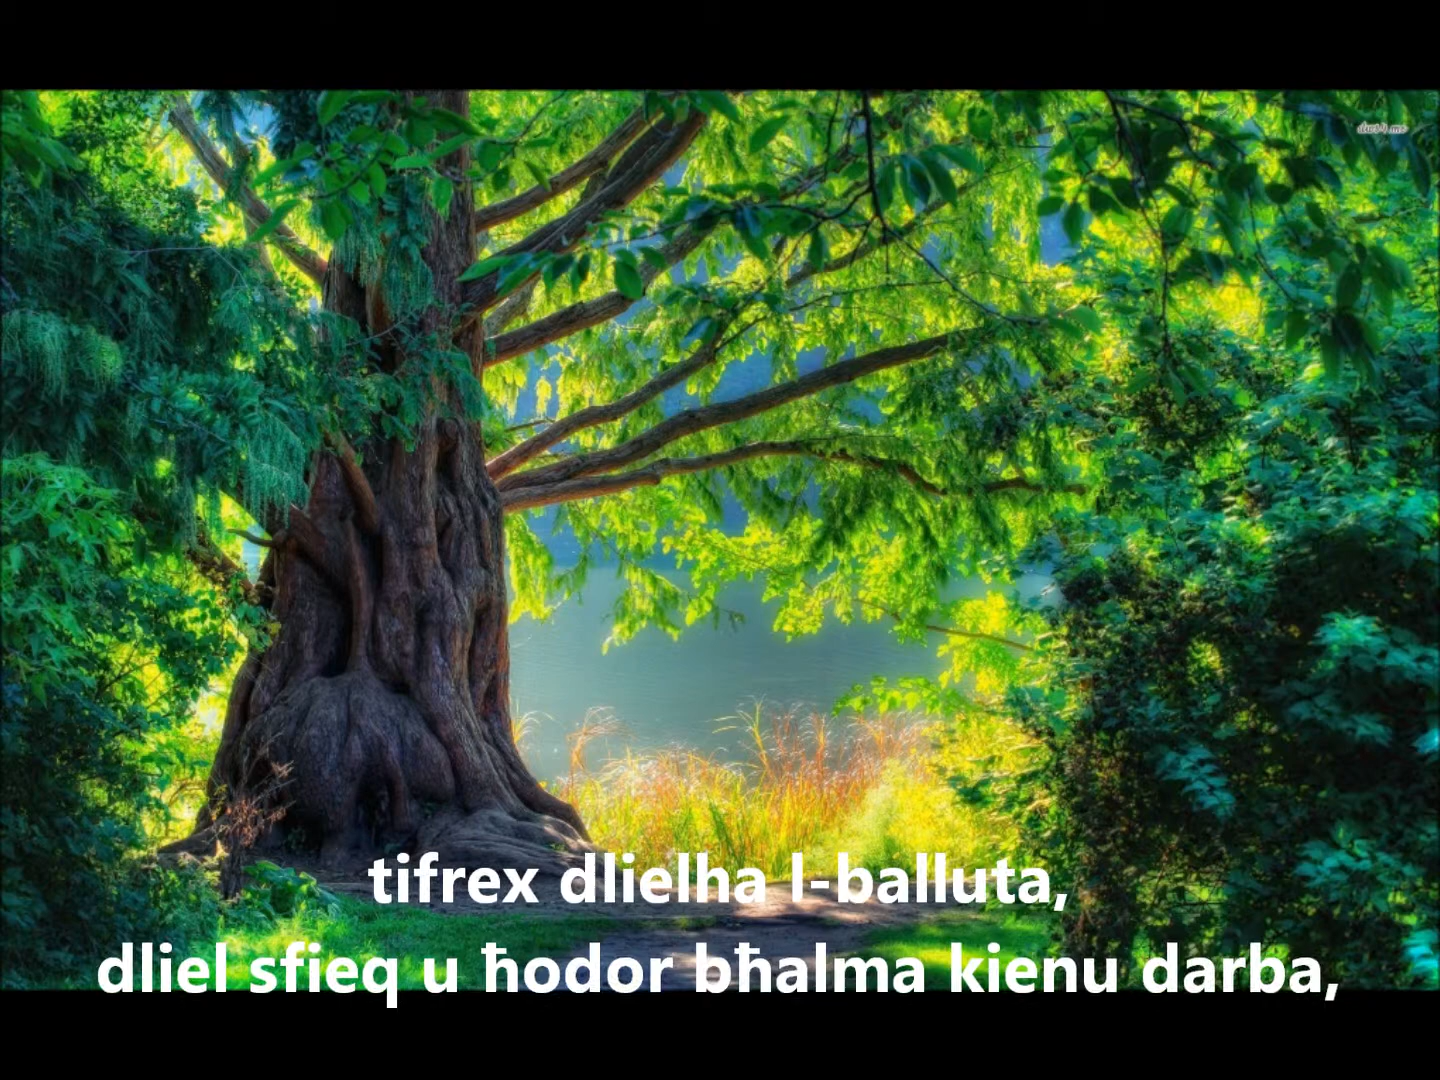 tifrex dlielha l-balluta,
dliel sfieq u ħodor bħalma kienu darba,